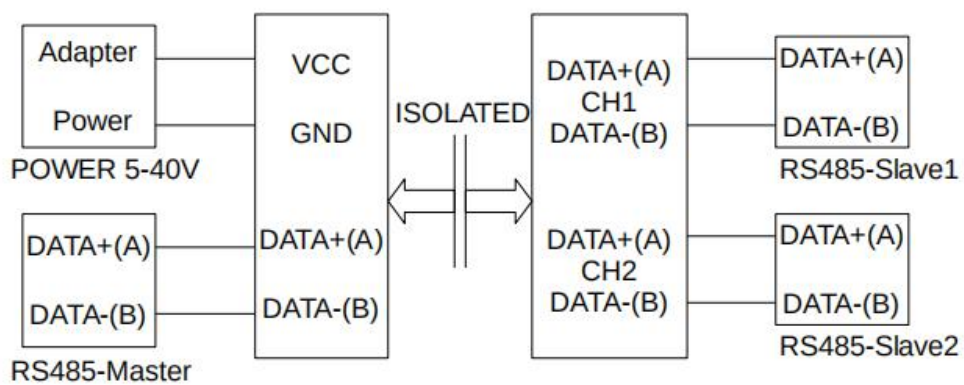 Adapter
Power
POWER 5-40V
DATA+(A)
DATA-(B)
RS485-Master
VCC
GND
DATA+(A)
DATA-(B)
ISOLATED
DATA+(A)
CH1
DATA-(B)
DATA+(A)
CH2
DATA-(B)
DATA+(A)
DATA-(B)
RS485-Slave1
DATA+(A)
DATA-(B)
RS485-Slave2